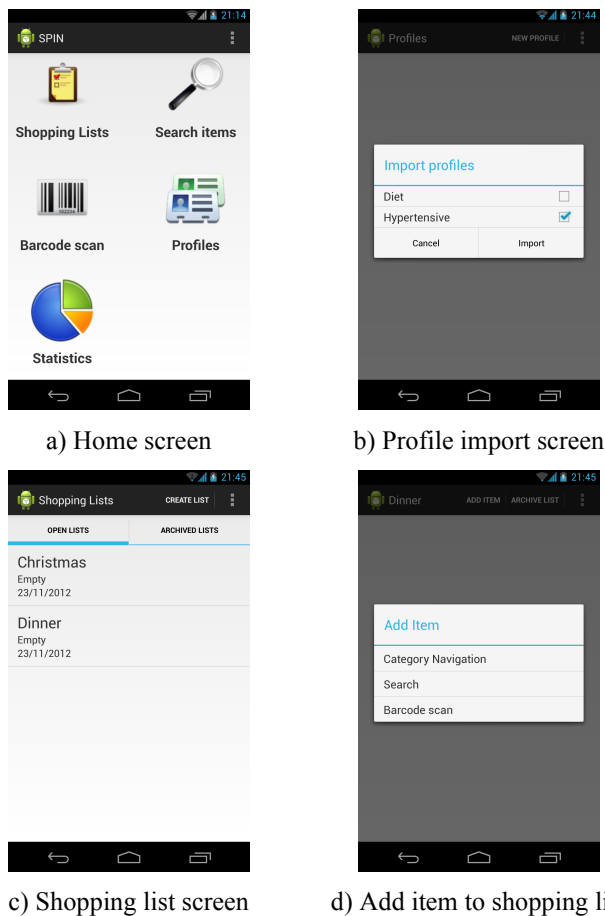 21:14
SPIN
Shopping Lists
Search items
102234
Barcode scan
Profiles
Statistics
a) Home screen
21:44
Profiles
NEW PROFILE
Import profiles
Diet
Hypertensive
Cancel
Import
b) Profile import screen
21:45
Shopping Lists
CREATE LIST
OPEN LISTS
ARCHIVED LISTS
Christmas
Empty
23/11/2012
Dinner
Empty
23/11/2012
c) Shopping list screen
21:45
Dinner
ADD ITEM
ARCHIVE LIST
Add Item
Category Navigation
Search
Barcode scan
d) Add item to shopping li